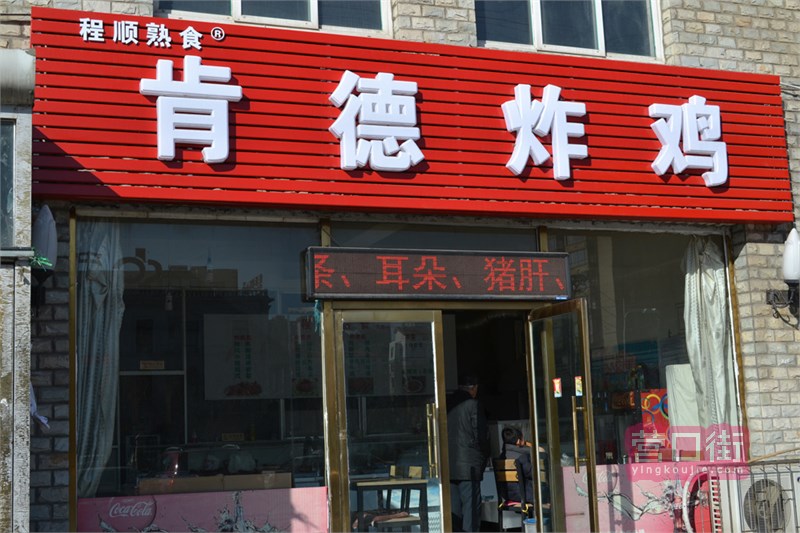 程顺熟食®
肯德炸鸡
条、耳朵、猪肝、
Coca-Cola
营口街
yingkoujie.com